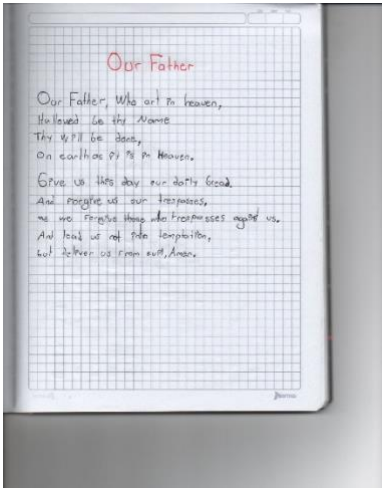 Our Father
Our Father, Who art in heaven,
Hallowed be thy Name
Thy will be done,
On earth as it is in Heaven.
Give us this day our daily bread.
And Forgive us our trespasses,
as we forgive those who trespasses against us.
And lead us not into temptation,
but deliver us from evil, Amen.